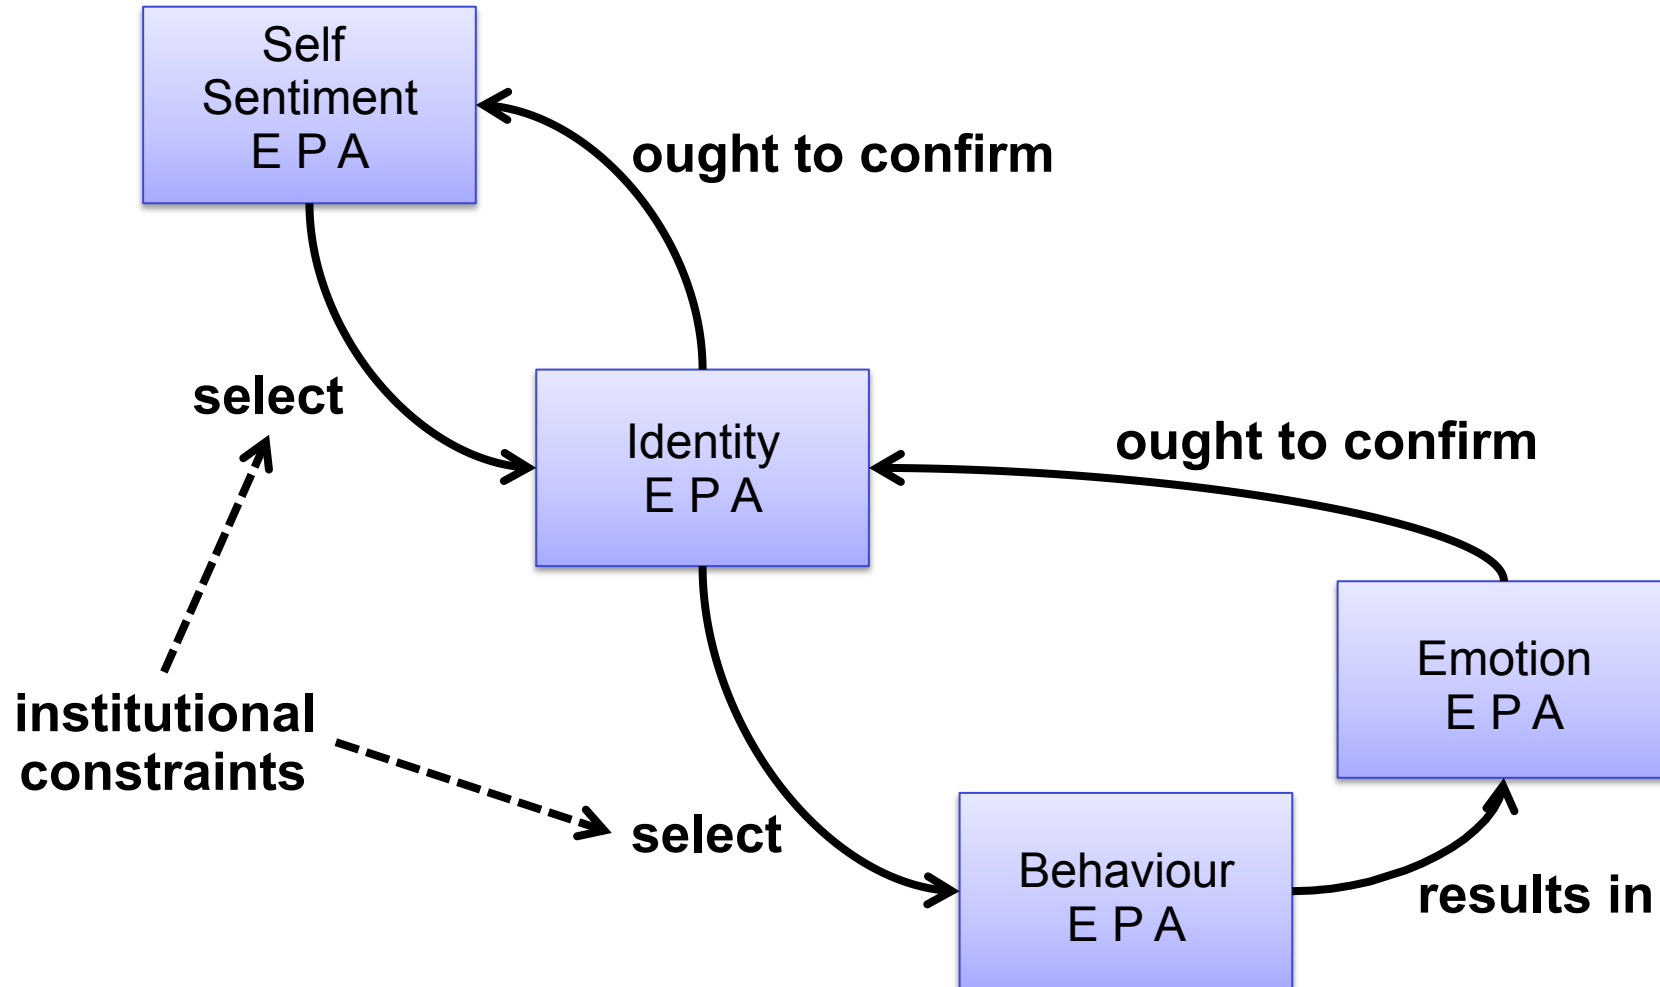 Self
Sentiment
E P A
ought to confirm
select
Identity
E P A
ought to confirm
Emotion
E P A
institutional
constraints
select
Behaviour
E P A
results in